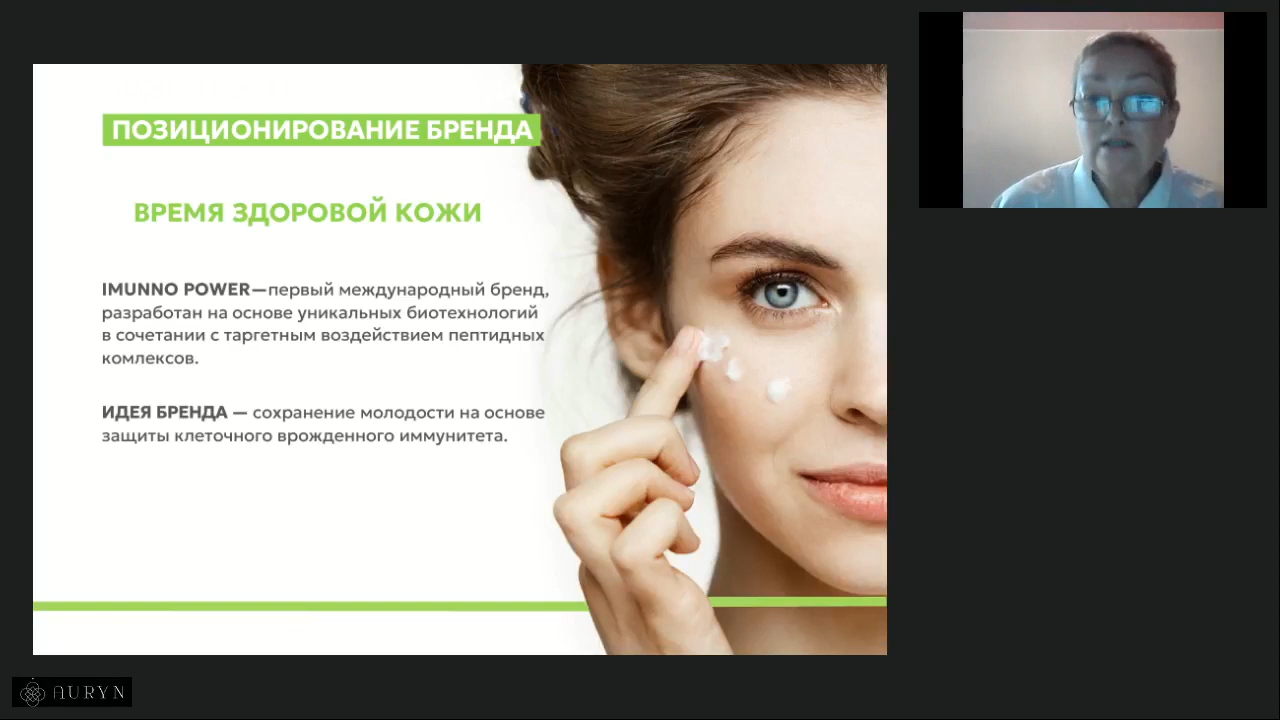 ПОЗИЦИОНИРОВАНИЕ БРЕНДА
ВРЕМЯ ЗДОРОВОЙ КОЖИ
IMUNNO POWER—первый международный бренд,
разработан на основе уникальных биотехнологий
в сочетании с таргетным воздействием пептидных
комлексов.
ИДЕЯ БРЕНДА — сохранение молодости на основе
защиты клеточного врожденного иммунитета.
AURYN